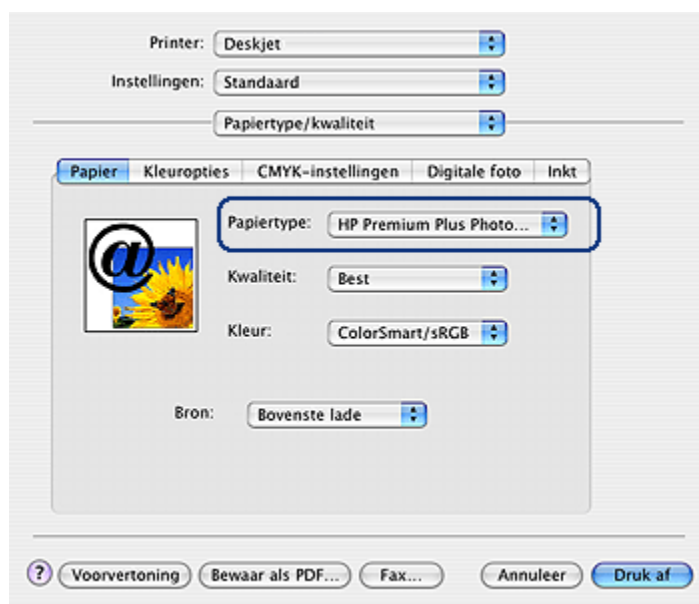 Printer: Deskjet
Instellingen: Standaard
Papiertype/kwaliteit
Papier Kleuropties CMYK-instellingen Digitale foto Inkt
Papiertype: HP Premium Plus Photo...
@
Kwaliteit: Best
Kleur: ColorSmart/sRGB
Bron: Bovenste lade
? Voorvertoning Bewaar als PDF... Fax... Annuleer Druk af